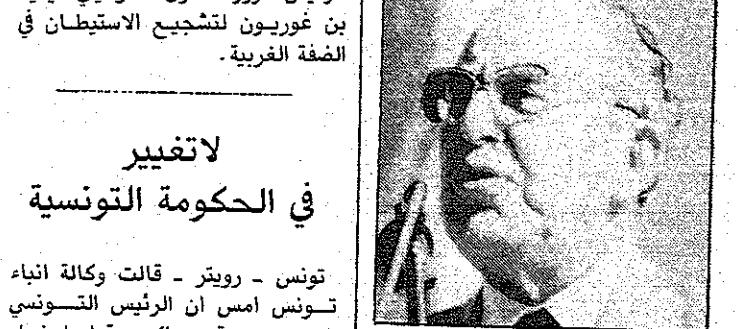 بن غوريون لتشجيع الاستيطان في
الضفة الغربية .
لاتغيير
في الحكومة التونسية
تونس - رويتر - قالت وكالة انباء
تونس امس ان الرئيس التونسي